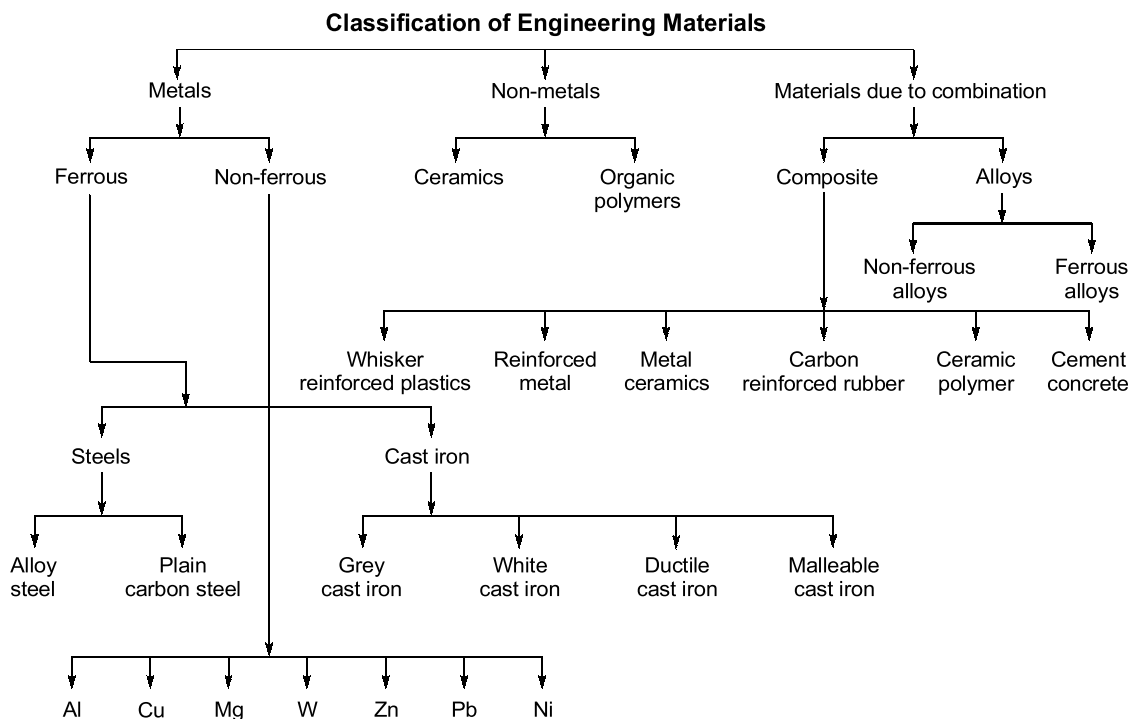 Classification of Engineering Materials
Metals
Non-metals
Materials due to combination
Ferrous
Non-ferrous
Ceramics
Organic
polymers
Composite
Alloys
Non-ferrous
alloys
Ferrous
alloys
Whisker
reinforced plastics
Reinforced
metal
Metal
ceramics
Carbon
reinforced rubber
Ceramic
polymer
Cement
concrete
Steels
Cast iron
Alloy
steel
Plain
carbon steel
Grey
cast iron
White
cast iron
Ductile
cast iron
Malleable
cast iron
Al
Cu
Mg
W
Zn
Pb
Ni